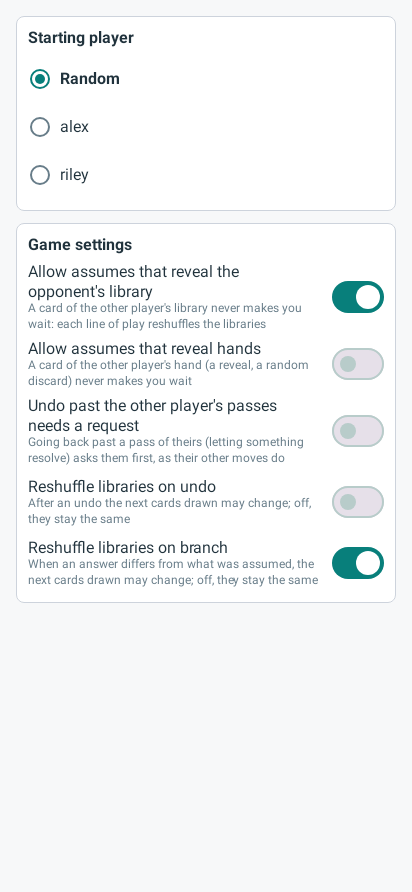 Starting player
Random
alex
riley
Game settings
Allow assumes that reveal the
opponent's library
A card of the other player's library never makes you
wait: each line of play reshuffles the libraries
Allow assumes that reveal hands
A card of the other player's hand (a reveal, a random
discard) never makes you wait
Undo past the other player's passes
needs a request
Going back past a pass of theirs (letting something
resolve) asks them first, as their other moves do
Reshuffle libraries on undo
After an undo the next cards drawn may change; off,
they stay the same
Reshuffle libraries on branch
When an answer differs from what was assumed, the
next cards drawn may change; off, they stay the same